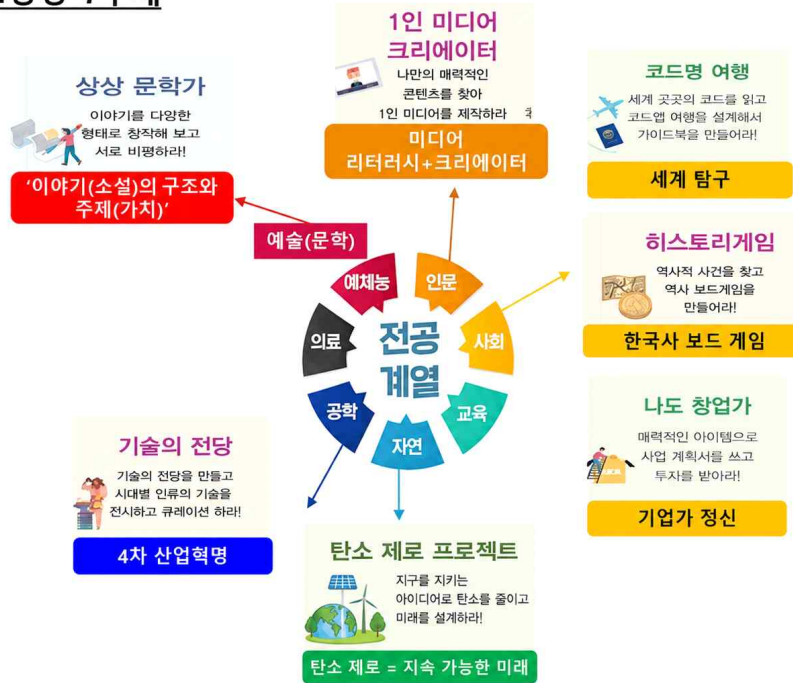 1인 미디어
크리에이터
나만의 매력적인
콘텐츠를 찾아
1인 미디어를 제작하라
미디어
리터러시+크리에이터
상상 문학가
이야기를 다양한
형태로 창작해 보고
서로 비평하라!
'이야기(소설)의 구조와
주제(가치)'
코드명 여행
세계 곳곳의 코드를 읽고
코드앱 여행을 설계해서
가이드북을 만들어라!
세계 탐구
예술(문학)
히스토리게임
역사적 사건을 찾고
역사 보드게임을
만들어라!
한국사 보드 게임
예체능
인문
의료
사회
공학
교육
자연
전공
계열
나도 창업가
매력적인 아이템으로
사업 계획서를 쓰고
투자를 받아라!
기업가 정신
기술의 전당
기술의 전당을 만들고
시대별 인류의 기술을
전시하고 큐레이션 하라!
4차 산업혁명
탄소 제로 프로젝트
지구를 지키는
아이디어로 탄소를 줄이고
미래를 설계하라!
탄소 제로 = 지속 가능한 미래